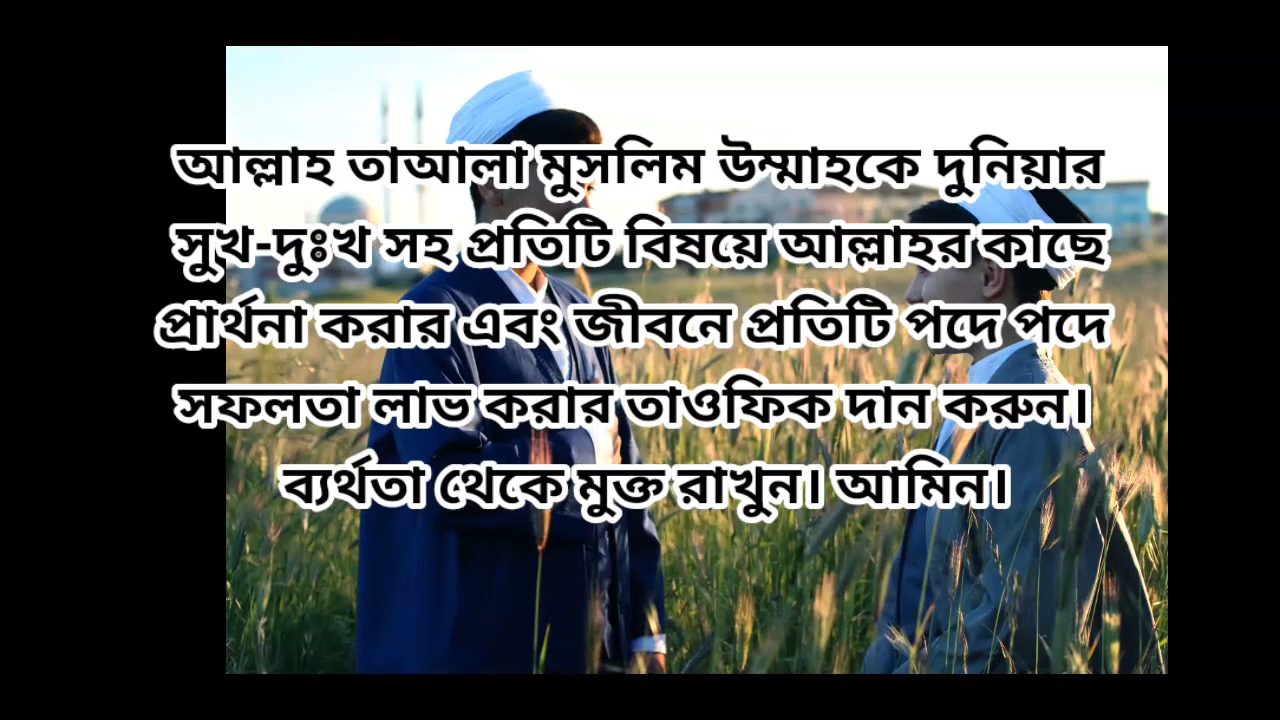 আল্লাহ তাআলা মুসলিম উম্মাহকে দুনিয়ার
সুখ-দুঃখ সহ প্রতিটি বিষয়ে আল্লাহর কাছে
প্রার্থনা করার এবং জীবনে প্রতিটি পদে পদে
সফলতা লাভ করার তাওফিক দান করুন।
ব্যর্থতা থেকে মুক্ত রাখুন। আমিন।